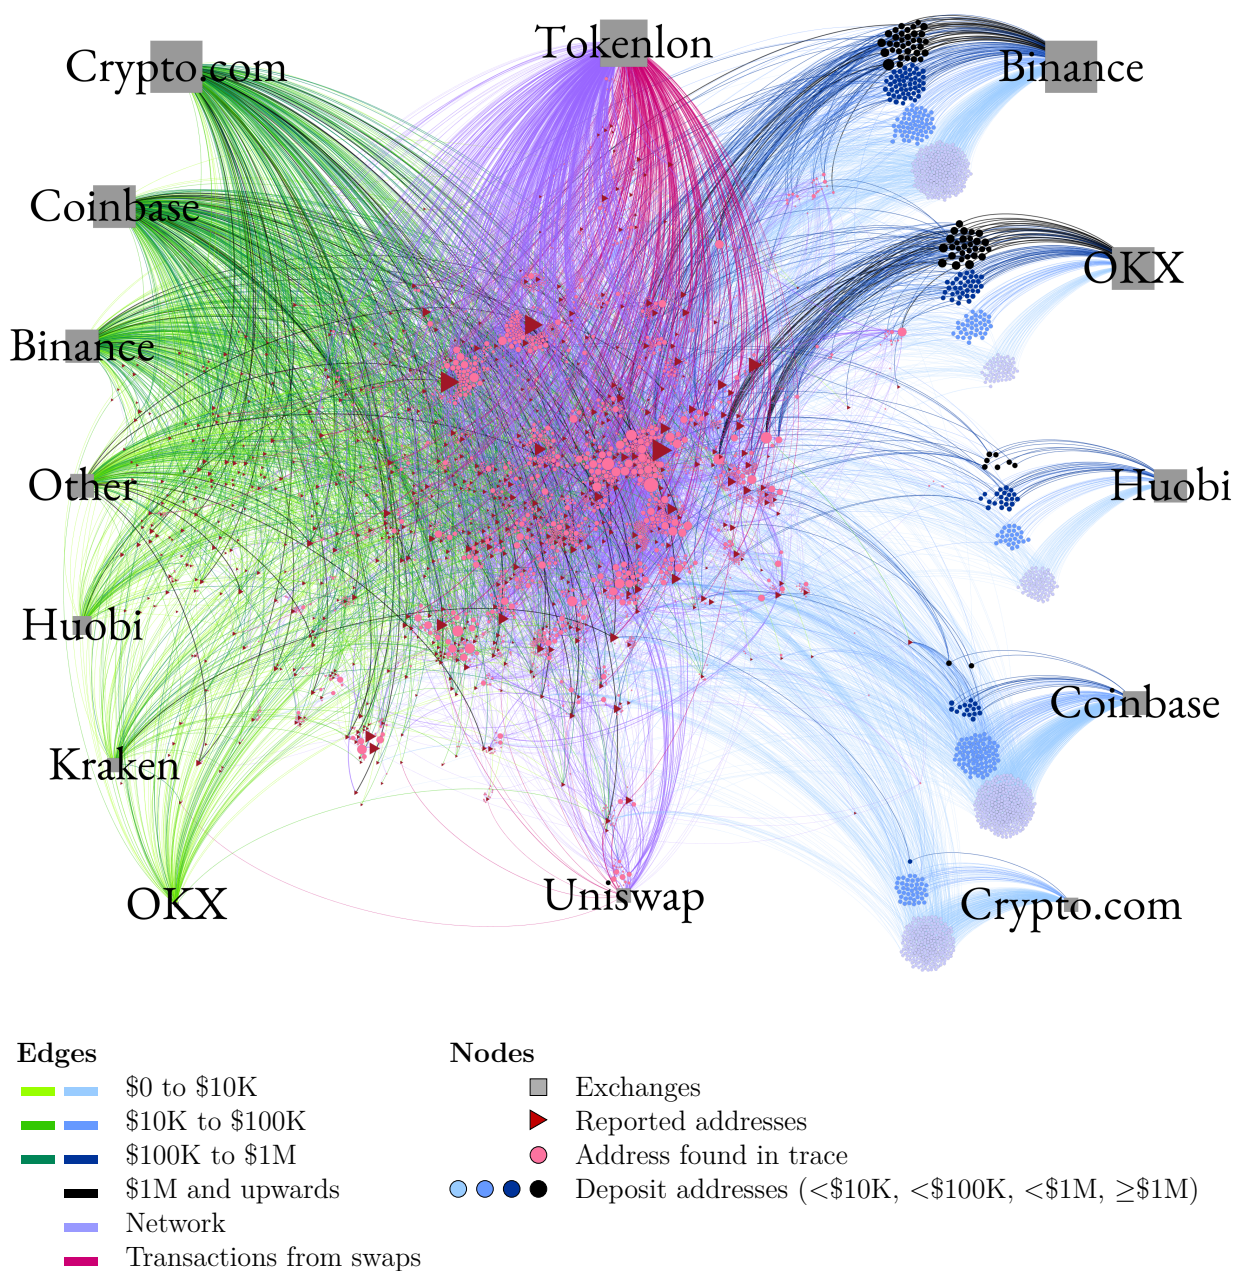 Tokenlon
Crypto.com
Binance
Coinbase
OKX
Binance
Other
Huobi
Huobi
Coinbase
Kraken
OKX
Uniswap
Crypto.com
Edges
$0 to $10K
$10K to $100K
$100K to $1M
$1M and upwards
Network
Transactions from swaps
Nodes
Exchanges
Reported addresses
Address found in trace
Deposit addresses (<$10K, <$100K, <$1M, ≥$1M)